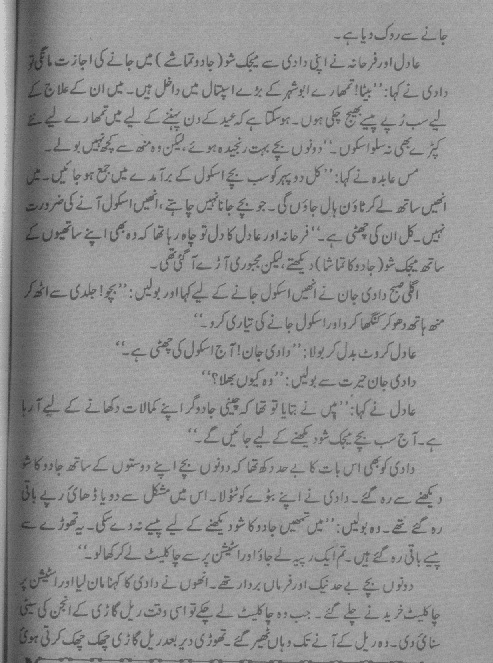 جانے سے روک دیا ہے۔
عادل اور فرحانہ نے اپنی دادی سے میجک شو (جادو تماشے) میں جانے کی اجازت مانگی تو
دادی نے کہا: ”بیٹا! تمھارے ابو شہر کے بڑے اسپتال میں داخل ہیں۔ میں ان کے علاج کے
لیے سب رُپے پیسے بھیج چکی ہوں۔ ہو سکتا ہے کہ عید کے دن پہننے کے لیے میں تمھارے لیے نئے
کپڑے بھی نہ سلوا سکوں۔“ دونوں بچے بہت رنجیدہ ہوئے، لیکن وہ منھ سے کچھ نہیں بولے۔
مس عابدہ نے کہا: ”کل دوپہر کو سب بچے اسکول کے برآمدے میں جمع ہو جائیں۔ میں
انھیں ساتھ لے کر ٹاؤن ہال جاؤں گی۔ جو بچے جانا نہیں چاہتے، انھیں اسکول آنے کی ضرورت
نہیں۔ کل ان کی چھٹی ہے۔“ فرحانہ اور عادل کا دل تو چاہ رہا تھا کہ وہ بھی اپنے ساتھیوں کے
ساتھ میجک شو (جادو کا تماشا) دیکھتے، لیکن مجبوری آڑے آ گئی تھی۔
اگلی صبح دادی جان نے انھیں اسکول جانے کے لیے کہا اور بولیں: ”بچو! جلدی سے اٹھ کر
منھ ہاتھ دھو کر کنگھا کرو اور اسکول جانے کی تیاری کرو۔“
عادل کروٹ بدل کر بولا: ”دادی جان! آج اسکول کی چھٹی ہے۔“
دادی جان حیرت سے بولیں: ”وہ کیوں بھلا؟“
عادل نے کہا: ”میں نے بتایا تو تھا کہ چینی جادوگر اپنے کمالات دکھانے کے لیے آ رہا
ہے۔ آج سب بچے میجک شو دیکھنے کے لیے جائیں گے۔“
دادی کو بھی اس بات کا بے حد دکھ تھا کہ دونوں بچے اپنے دوستوں کے ساتھ جادو کا شو
دیکھنے سے رہ گئے۔ دادی نے اپنے بٹوے کو ٹٹولا۔ اس میں مشکل سے دو یا ڈھائی رپے باقی
رہ گئے تھے۔ وہ بولیں: ”میں تمھیں جادو کا شو دیکھنے کے لیے پیسے نہ دے سکی۔ یہ تھوڑے سے
پیسے باقی رہ گئے ہیں۔ تم ایک رپیہ لے جاؤ اور اسٹیشن پر سے چاکلیٹ لے کر کھا لو۔“
دونوں بچے بے حد نیک اور فرماں بردار تھے۔ انھوں نے دادی کا کہنا مان لیا اور اسٹیشن پر
چاکلیٹ خریدنے چلے گئے۔ جب وہ چاکلیٹ لے چکے تو اسی وقت ریل گاڑی کے انجن کی سیٹی
سنائی دی۔ وہ ریل کے آنے تک وہاں ٹھیر گئے۔ تھوڑی دیر بعد ریل گاڑی چھک چھک کرتی ہوئی